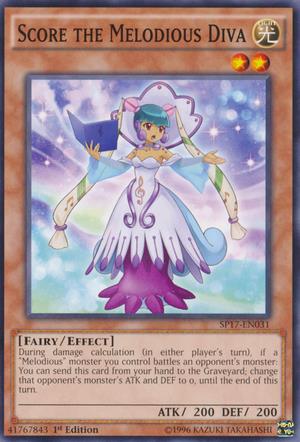 SCORE THE MELODIOUS DIVA
光
SP17-EN031
[FAIRY/EFFECT]
During damage calculation (in either player's turn), if a
"Melodious" monster you control battles an opponent's monster:
You can send this card from your hand to the Graveyard; change
that opponent's monster's ATK and DEF to 0, until the end of this
turn.
ATK/ 200 DEF/ 200
41767843 1st Edition ©1996 KAZUKI TAKAHASHI